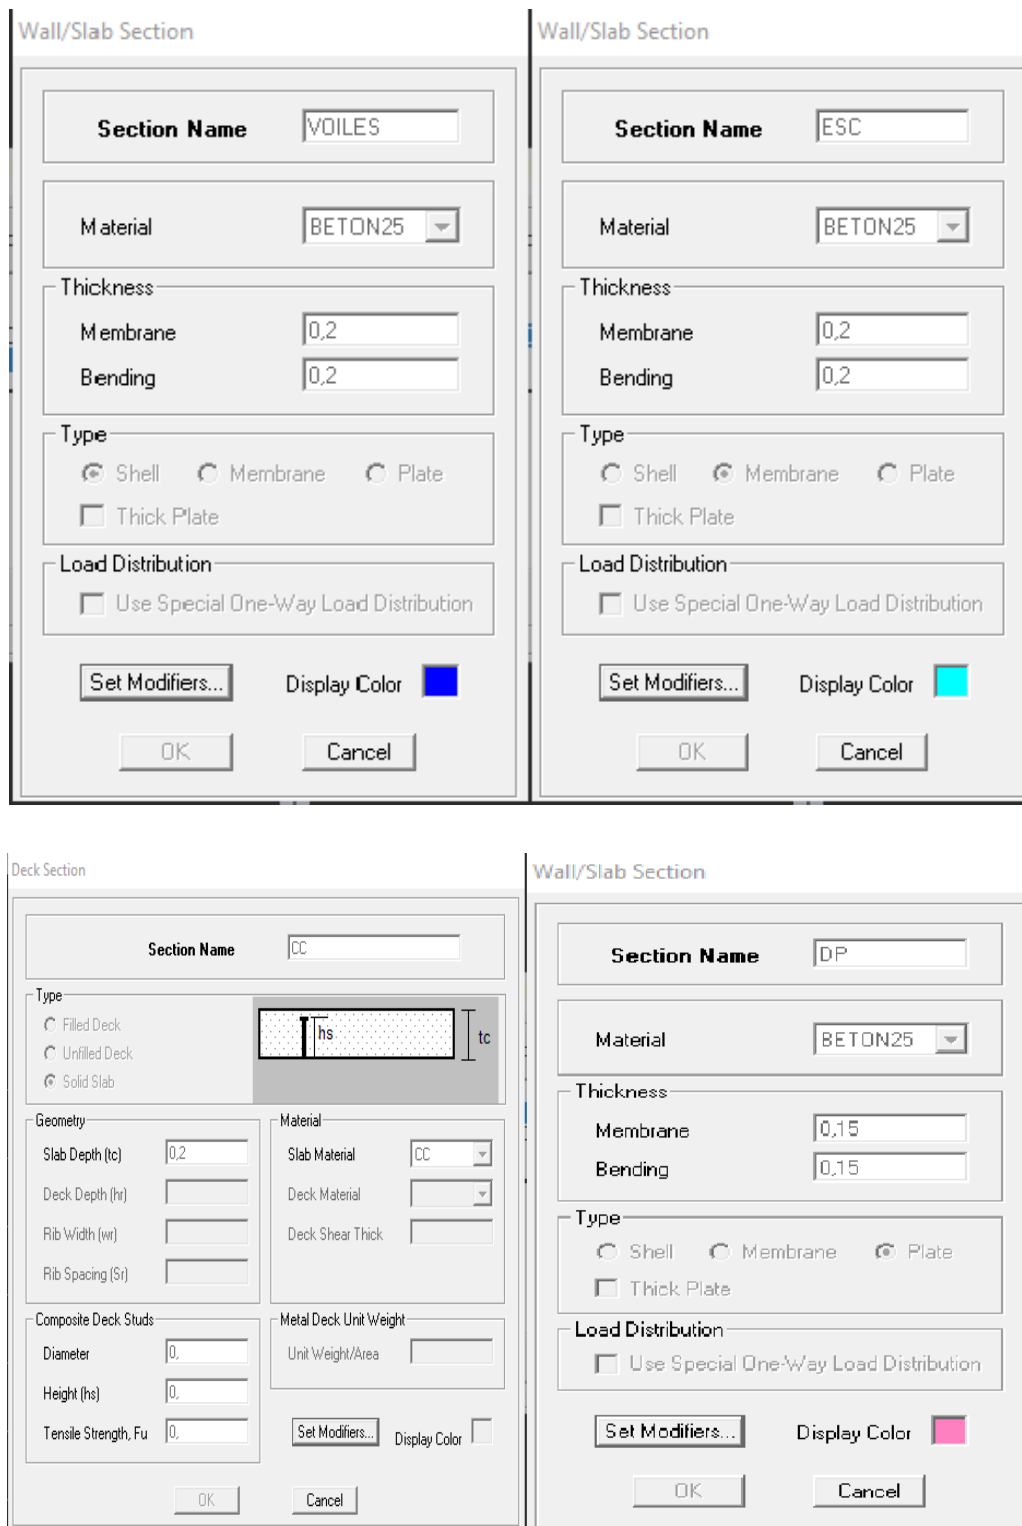 Wall/Slab Section
Section Name VOILES
Material BETON25
Thickness
Membrane 0,2
Bending 0,2
Type
Shell Membrane Plate
Thick Plate
Load Distribution
Use Special One-Way Load Distribution
Set Modifiers... Display Color
OK Cancel
Wall/Slab Section
Section Name ESC
Material BETON25
Thickness
Membrane 0,2
Bending 0,2
Type
Shell Membrane Plate
Thick Plate
Load Distribution
Use Special One-Way Load Distribution
Set Modifiers... Display Color
OK Cancel
Deck Section
Section Name CC
Type
Filled Deck
Unfilled Deck
Solid Slab
hs
tc
Geometry
Slab Depth (tc) 0,2
Deck Depth (hr)
Rib Width (wr)
Rib Spacing (Sr)
Material
Slab Material CC
Deck Material
Deck Shear Thick
Composite Deck Studs
Diameter 0,
Height (hs) 0,
Tensile Strength, Fu 0,
Metal Deck Unit Weight
Unit Weight/Area
Set Modifiers... Display Color
OK Cancel
Wall/Slab Section
Section Name DP
Material BETON25
Thickness
Membrane 0,15
Bending 0,15
Type
Shell Membrane Plate
Thick Plate
Load Distribution
Use Special One-Way Load Distribution
Set Modifiers... Display Color
OK Cancel